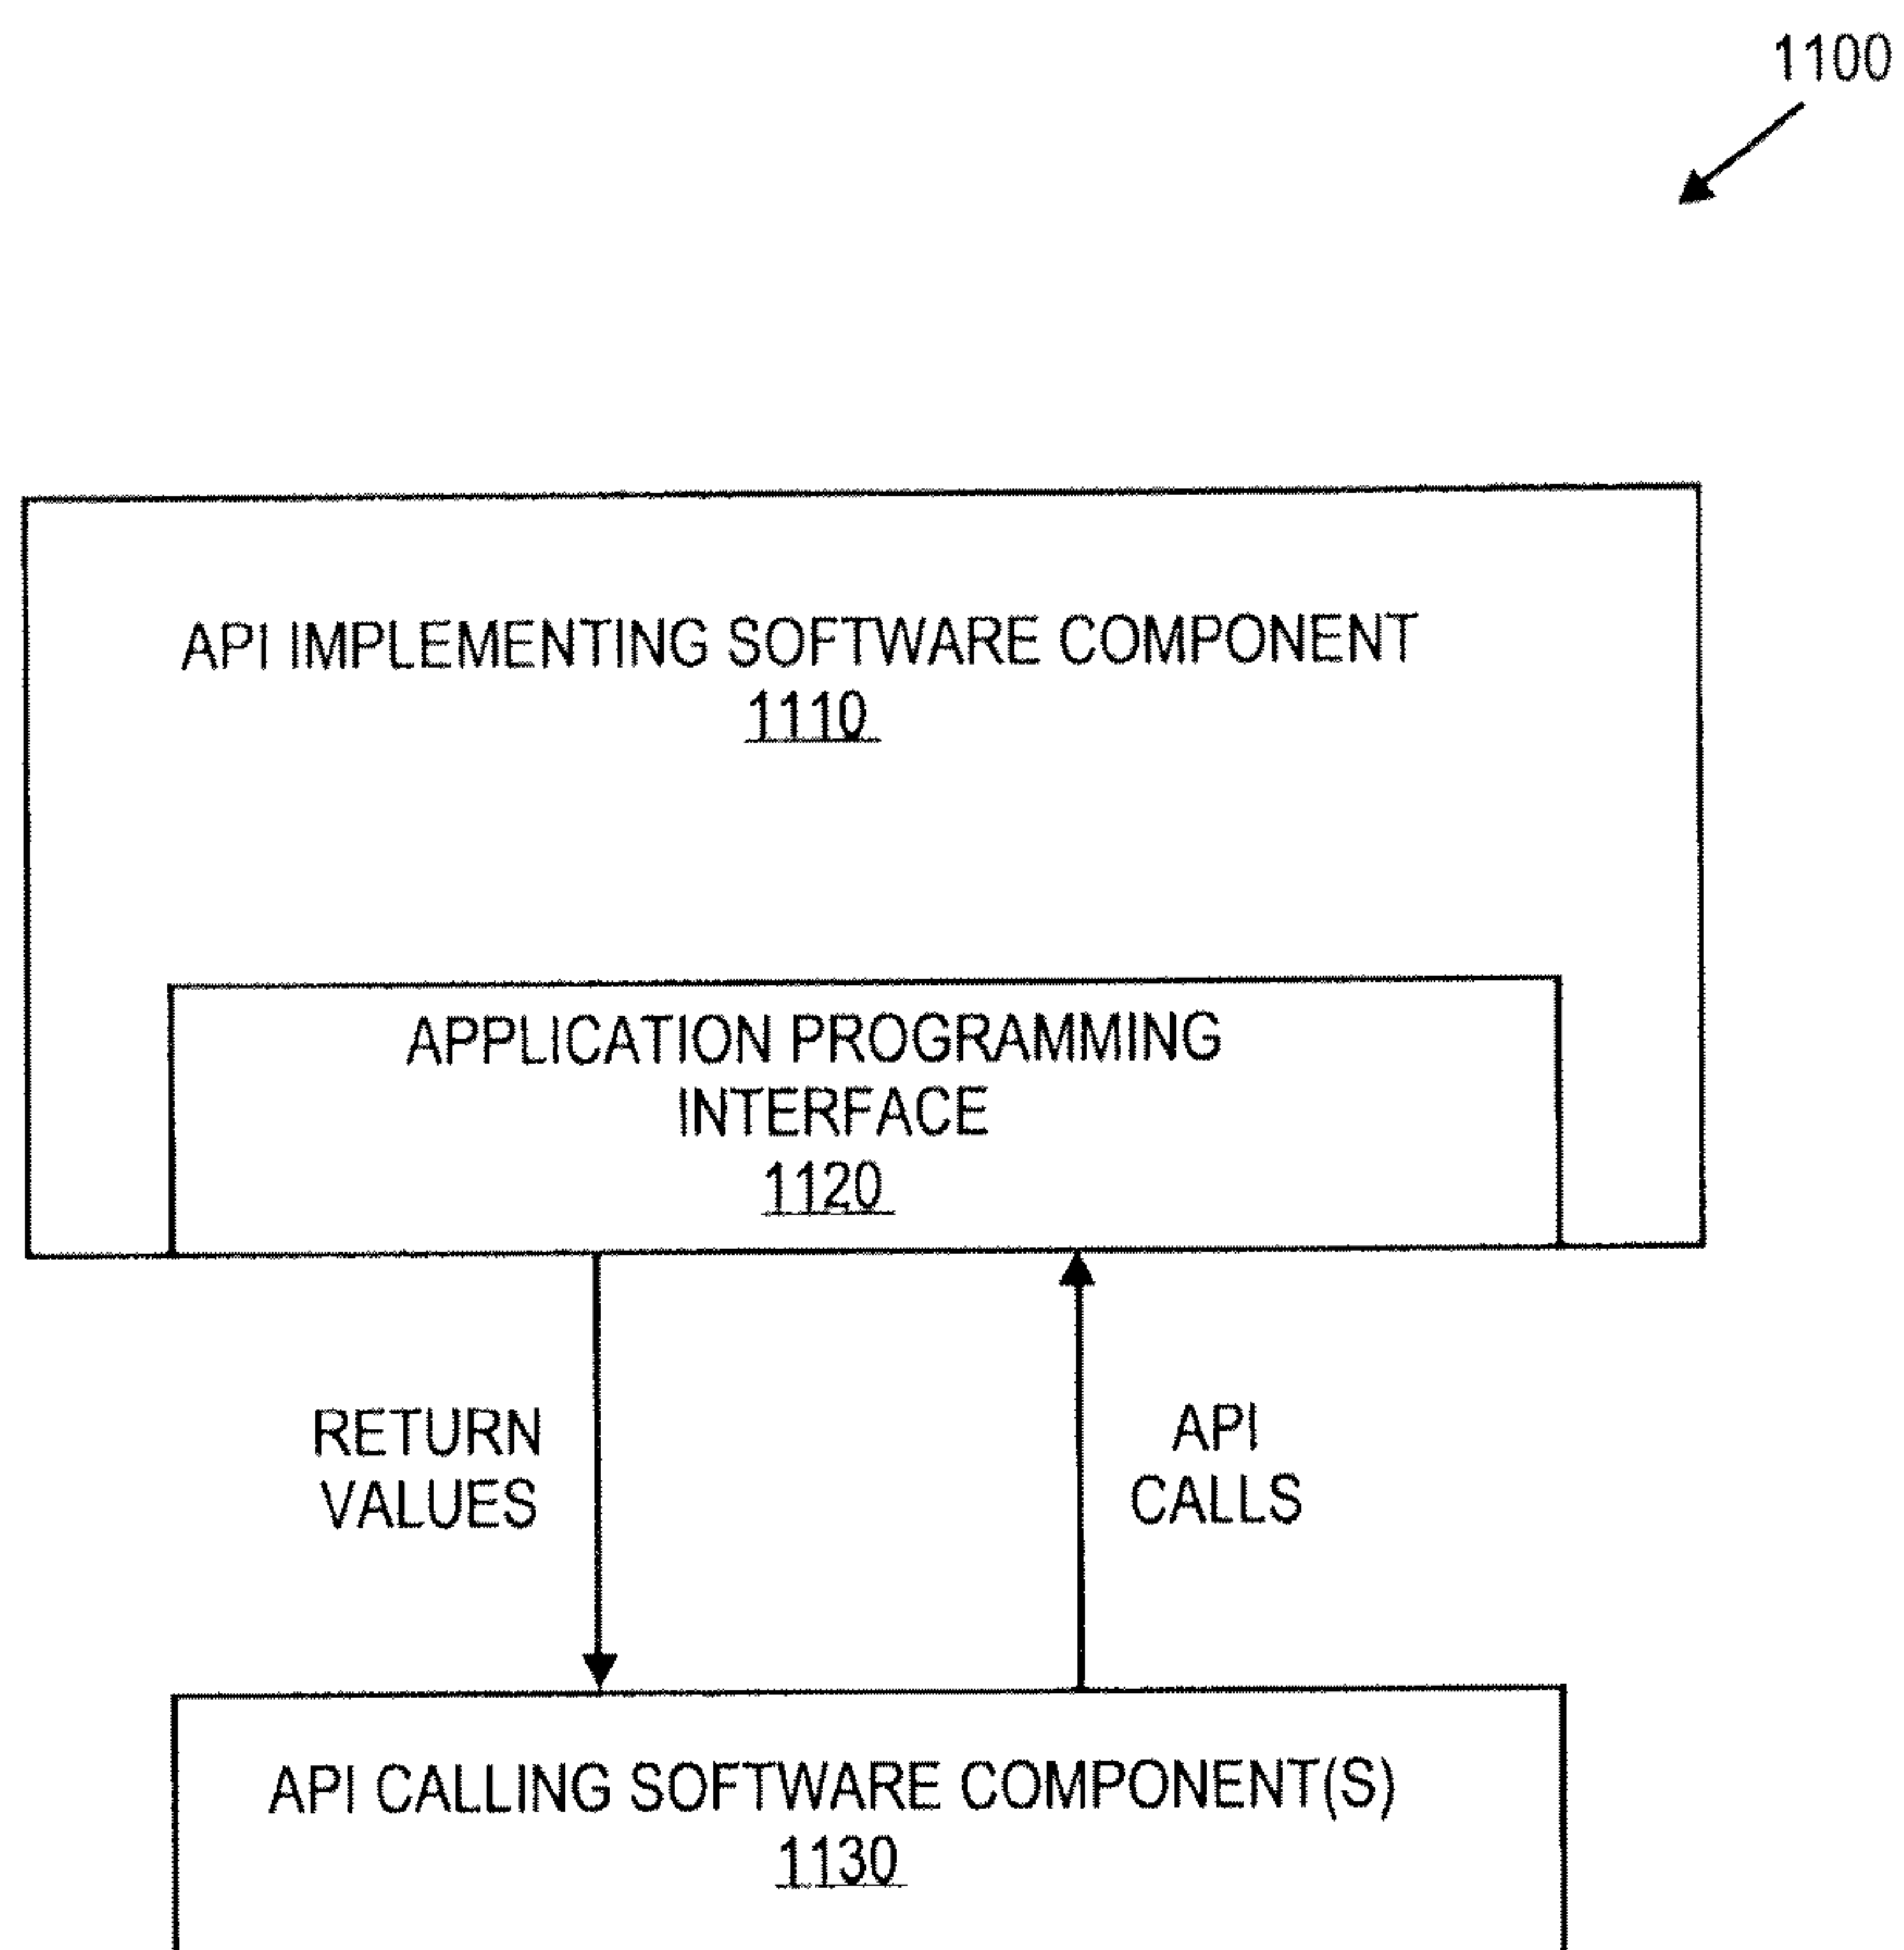 1100
API IMPLEMENTING SOFTWARE COMPONENT
1110
APPLICATION PROGRAMMING
INTERFACE
1120
RETURN
VALUES
API
CALLS
API CALLING SOFTWARE COMPONENT(S)
1130